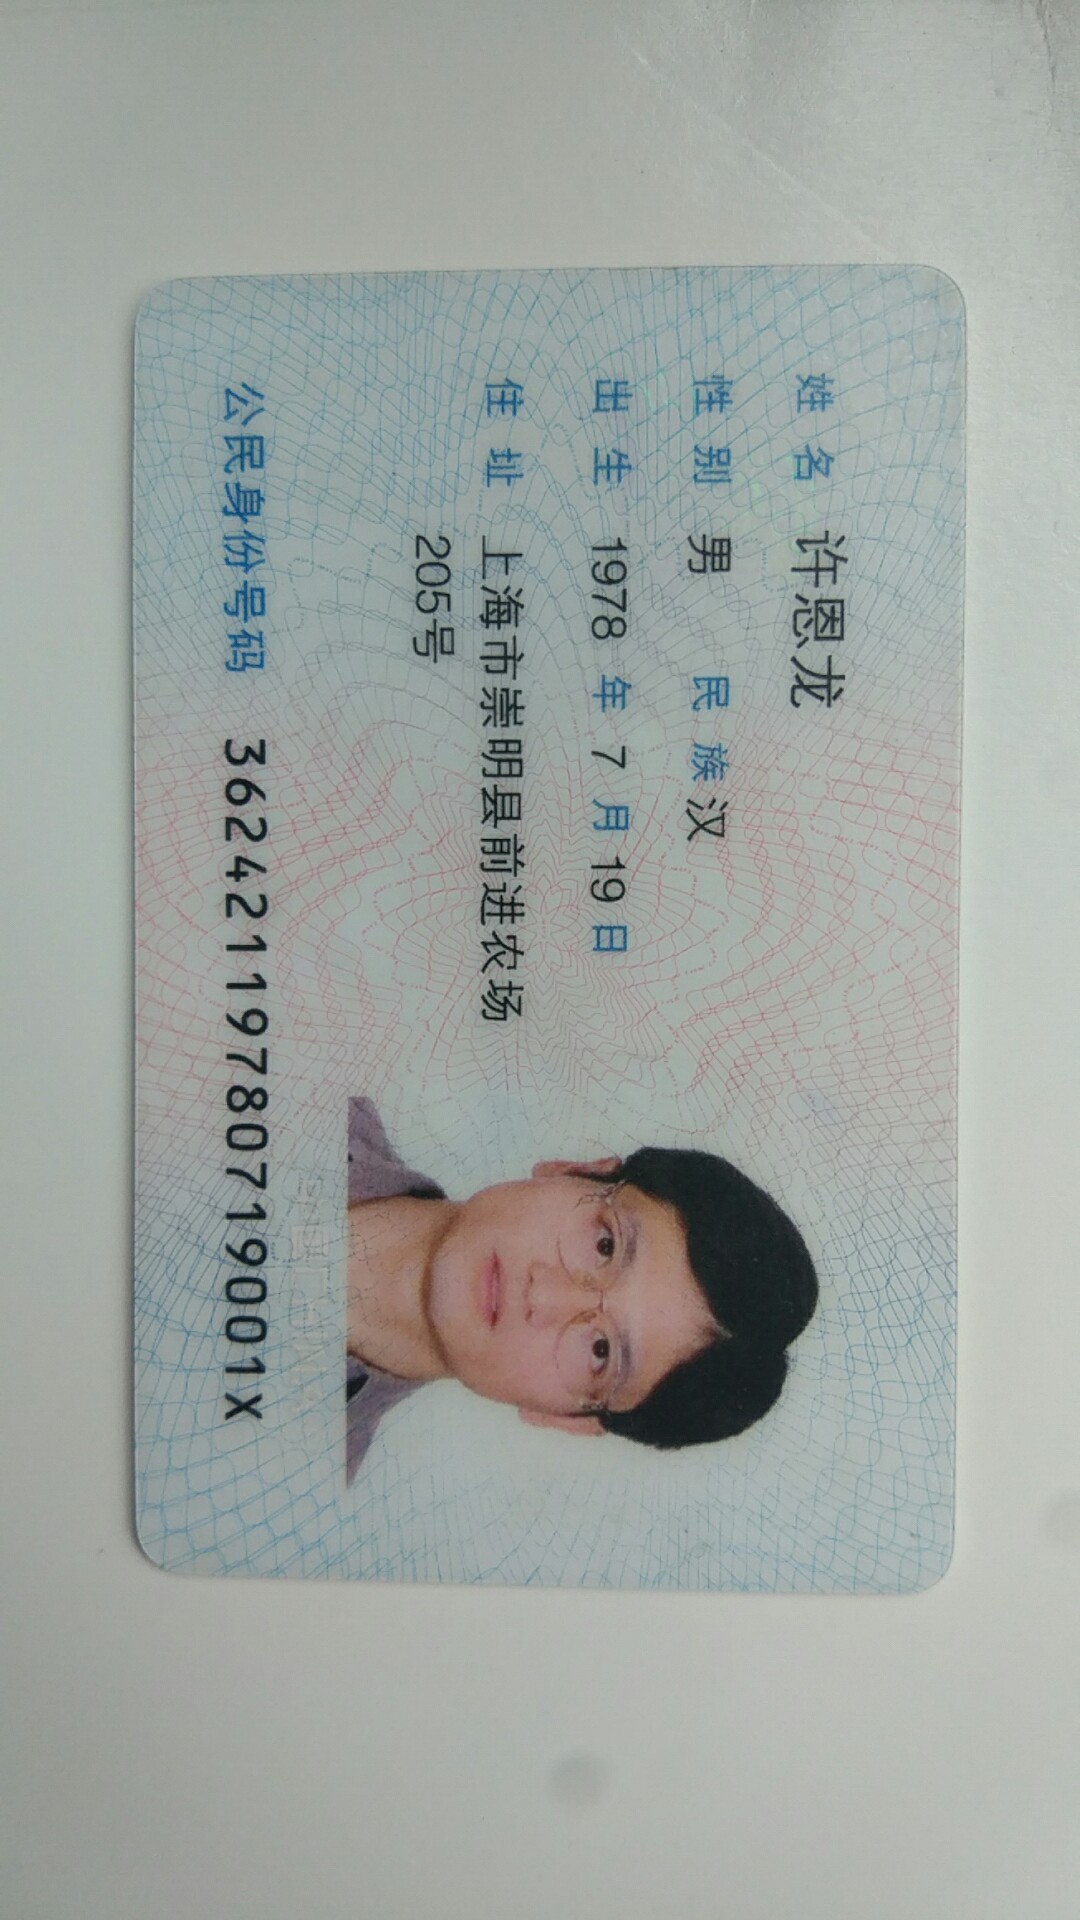 姓名 许恩龙
性别 男 民族 汉
出生 1978 年 7 月 19 日
住址 上海市崇明县前进农场
205号
公民身份号码 36242119780719001X